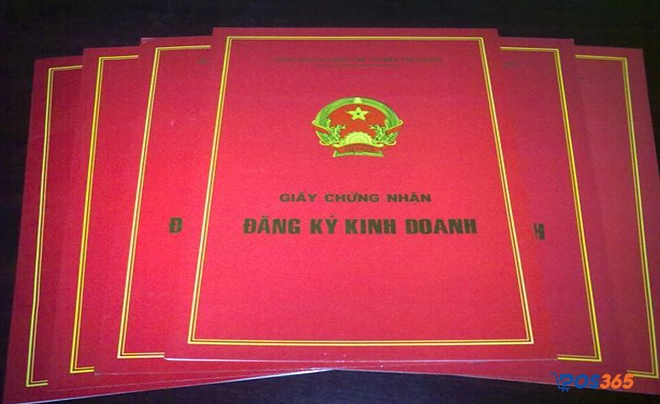 GIẤY CHỨNG NHẬN
ĐĂNG KÝ KINH DOANH
Đ
H
POS365